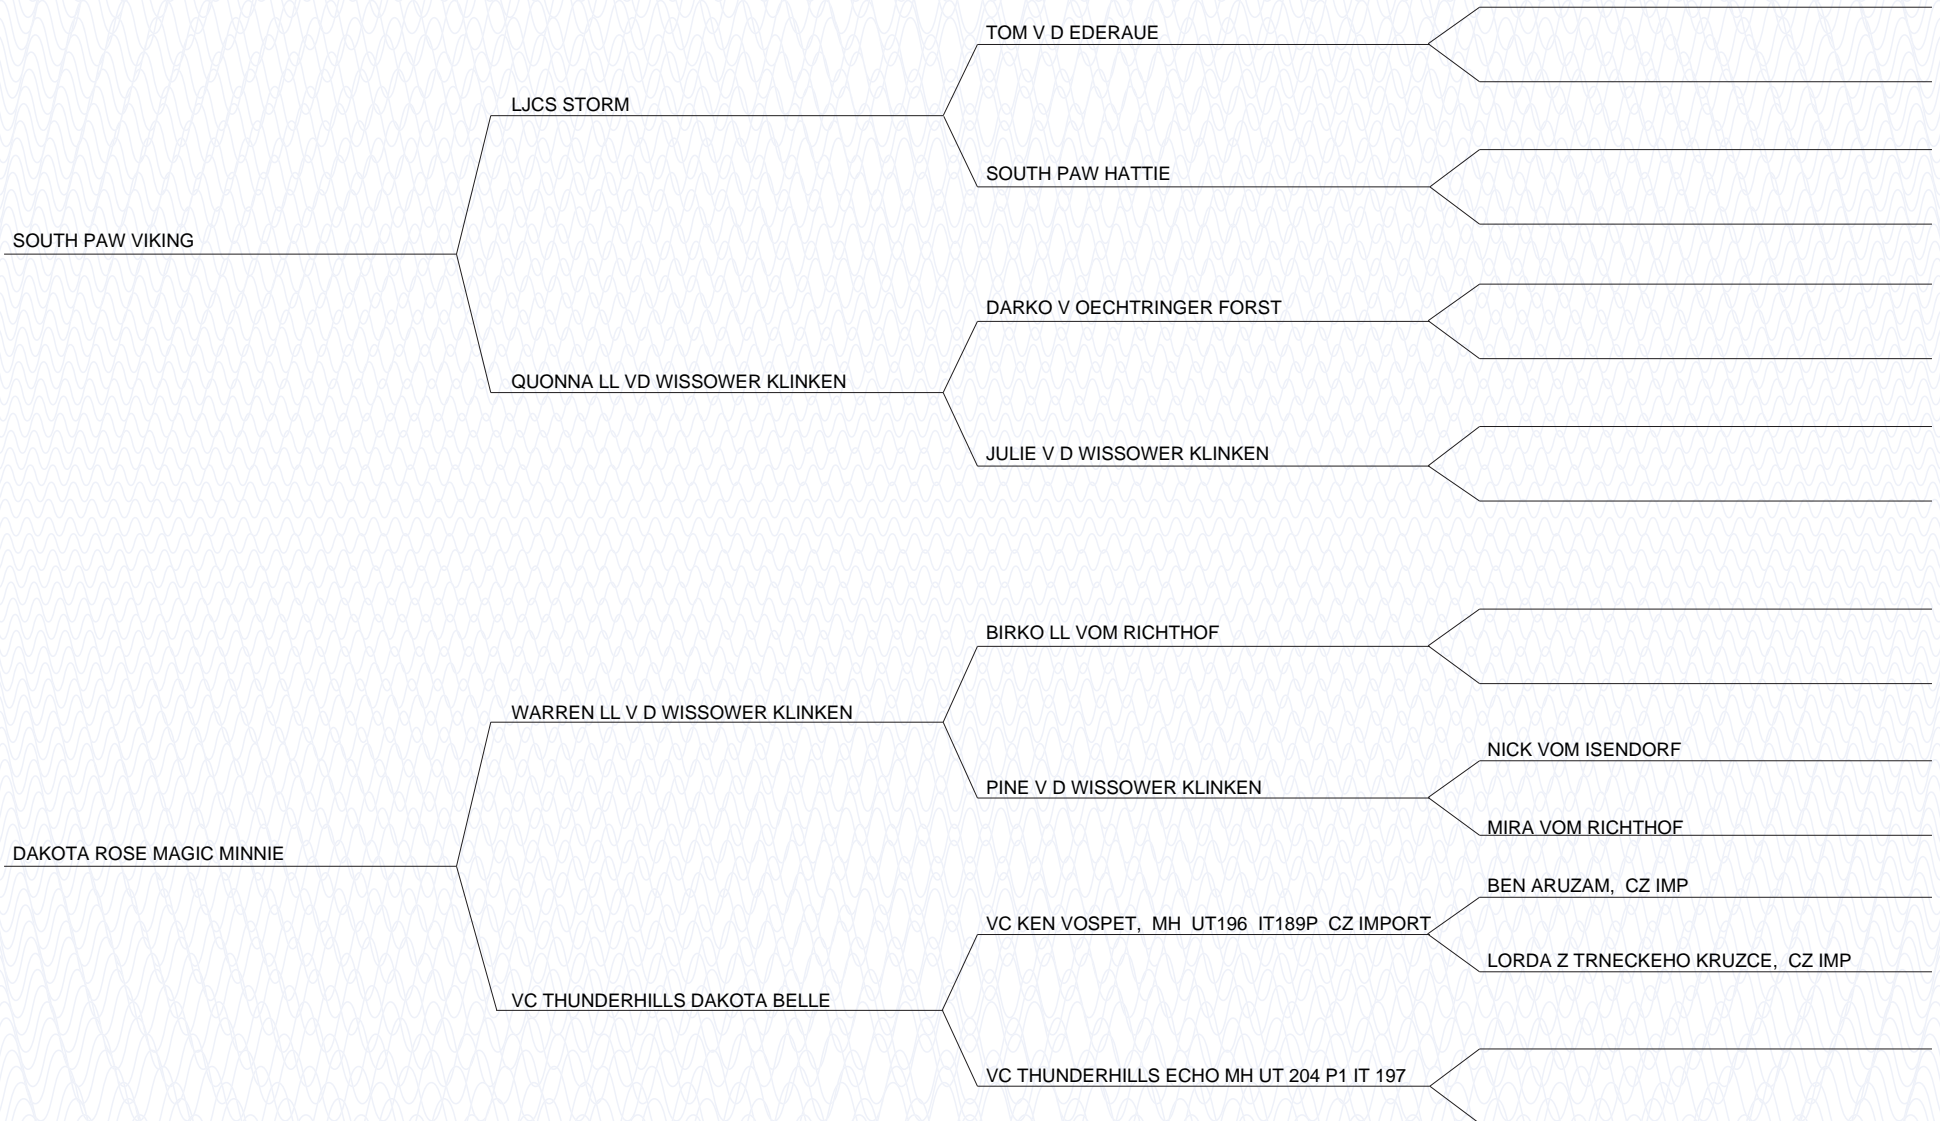 TOM V D EDERAUE
LJCS STORM
SOUTH PAW HATTIE
SOUTH PAW VIKING
DARKO V OECHTRINGER FORST
QUONNA LL VD WISSOWER KLINKEN
JULIE V D WISSOWER KLINKEN
BIRKO LL VOM RICHTHOF
WARREN LL V D WISSOWER KLINKEN
NICK VOM ISENDORF
PINE V D WISSOWER KLINKEN
MIRA VOM RICHTHOF
DAKOTA ROSE MAGIC MINNIE
BEN ARUZAM, CZ IMP
VC KEN VOSPET, MH UT196 IT189P CZ IMPORT
LORDA Z TRNECKEHO KRUZCE, CZ IMP
VC THUNDERHILLS DAKOTA BELLE
VC THUNDERHILLS ECHO MH UT 204 P1 IT 197